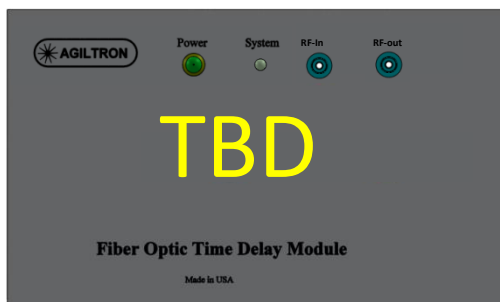 AGILTRON
Power System RF-In RF-out
TBD
Fiber Optic Time Delay Module
Made in USA